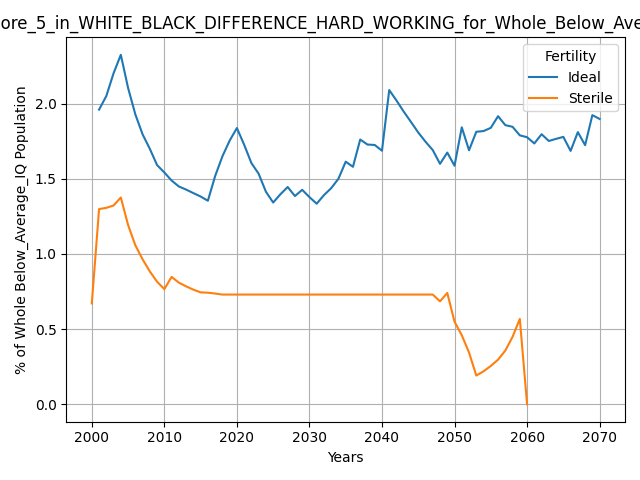 ore_5_in_WHITE_BLACK_DIFFERENCE_HARD_WORKING_for_Whole_Below_Ave
Fertility
Ideal
Sterile
% of Whole Below_Average_IQ Population
2.0
1.5
1.0
0.5
0.0
2000 2010 2020 2030 2040 2050 2060 2070
Years